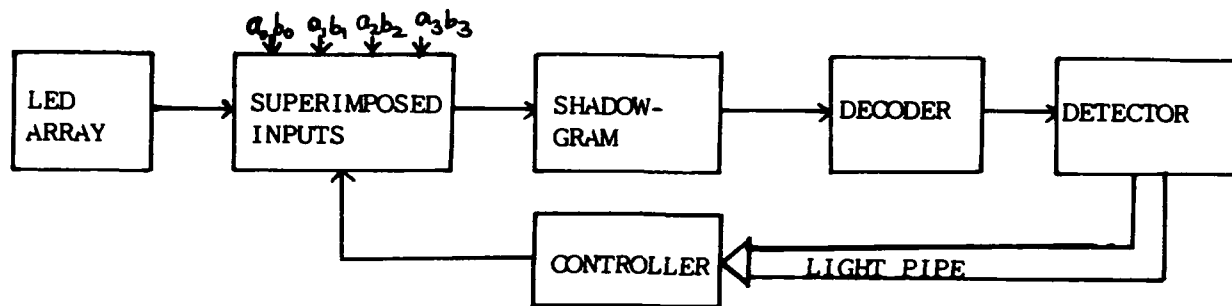 a₀b₀ a₁b₁ a₂b₂ a₃b₃
LED
ARRAY
SUPERIMPOSED
INPUTS
SHADOW-
GRAM
DECODER
DETECTOR
CONTROLLER
LIGHT PIPE